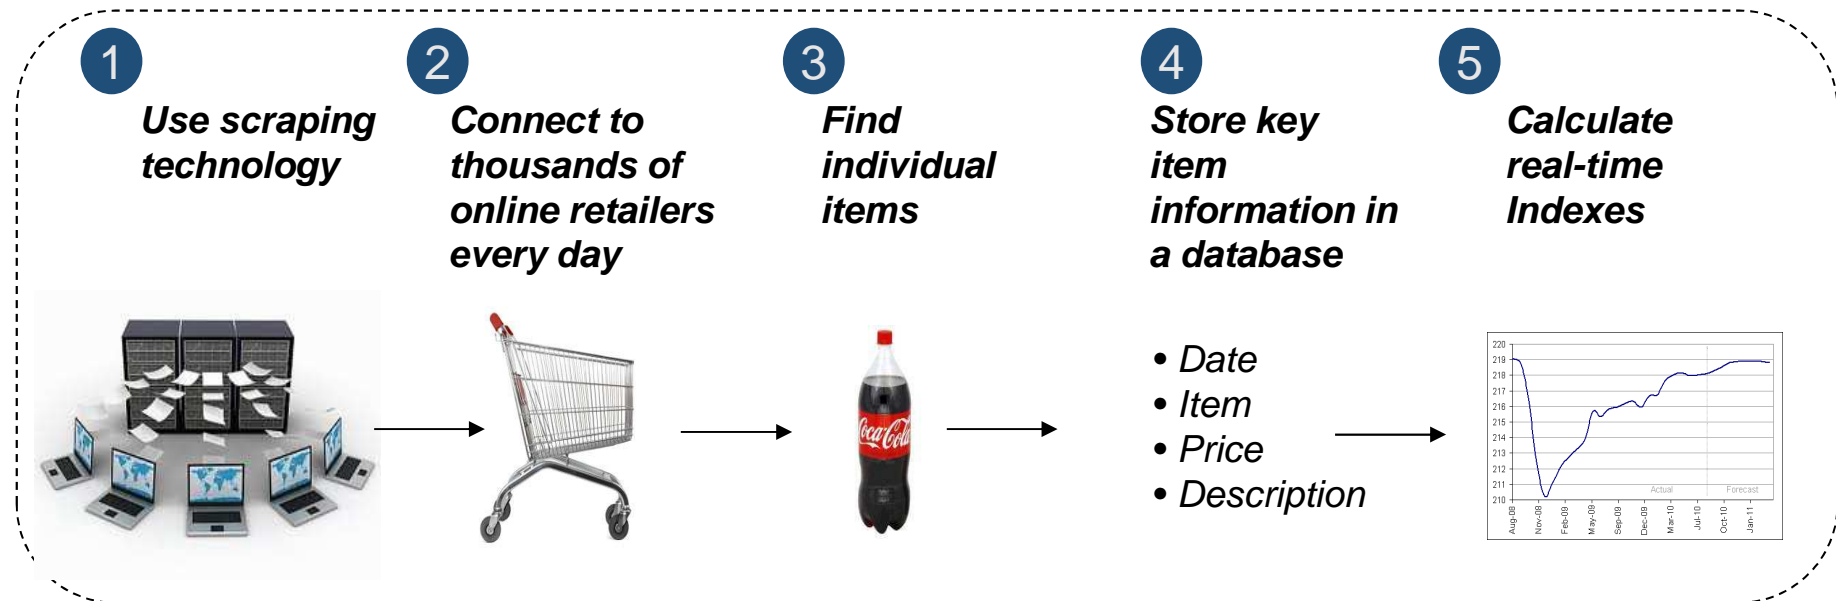 1
Use scraping
technology
2
Connect to
thousands of
online retailers
every day
3
Find
individual
items
4
Store key
item
information in
a database
5
Calculate
real-time
Indexes
Coca-Cola
• Date
• Item
• Price
• Description
220
219
218
217
216
215
214
213
212
211
210
Actual
Forecast
Aug-08
Nov-08
Feb-09
May-09
Sep-09
Dec-09
Mar-10
Jul-10
Oct-10
Jan-11